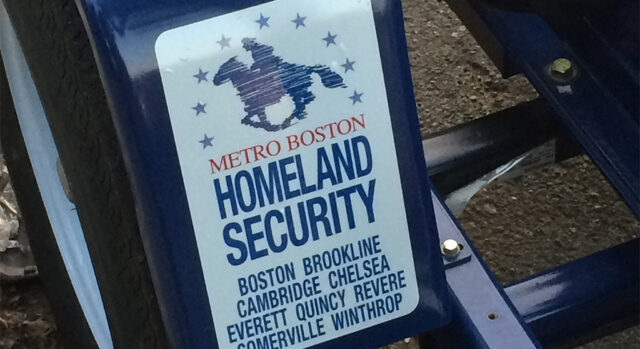 METRO BOSTON
HOMELAND
SECURITY
BOSTON BROOKLINE
CAMBRIDGE CHELSEA
EVERETT QUINCY REVERE
SOMERVILLE WINTHROP